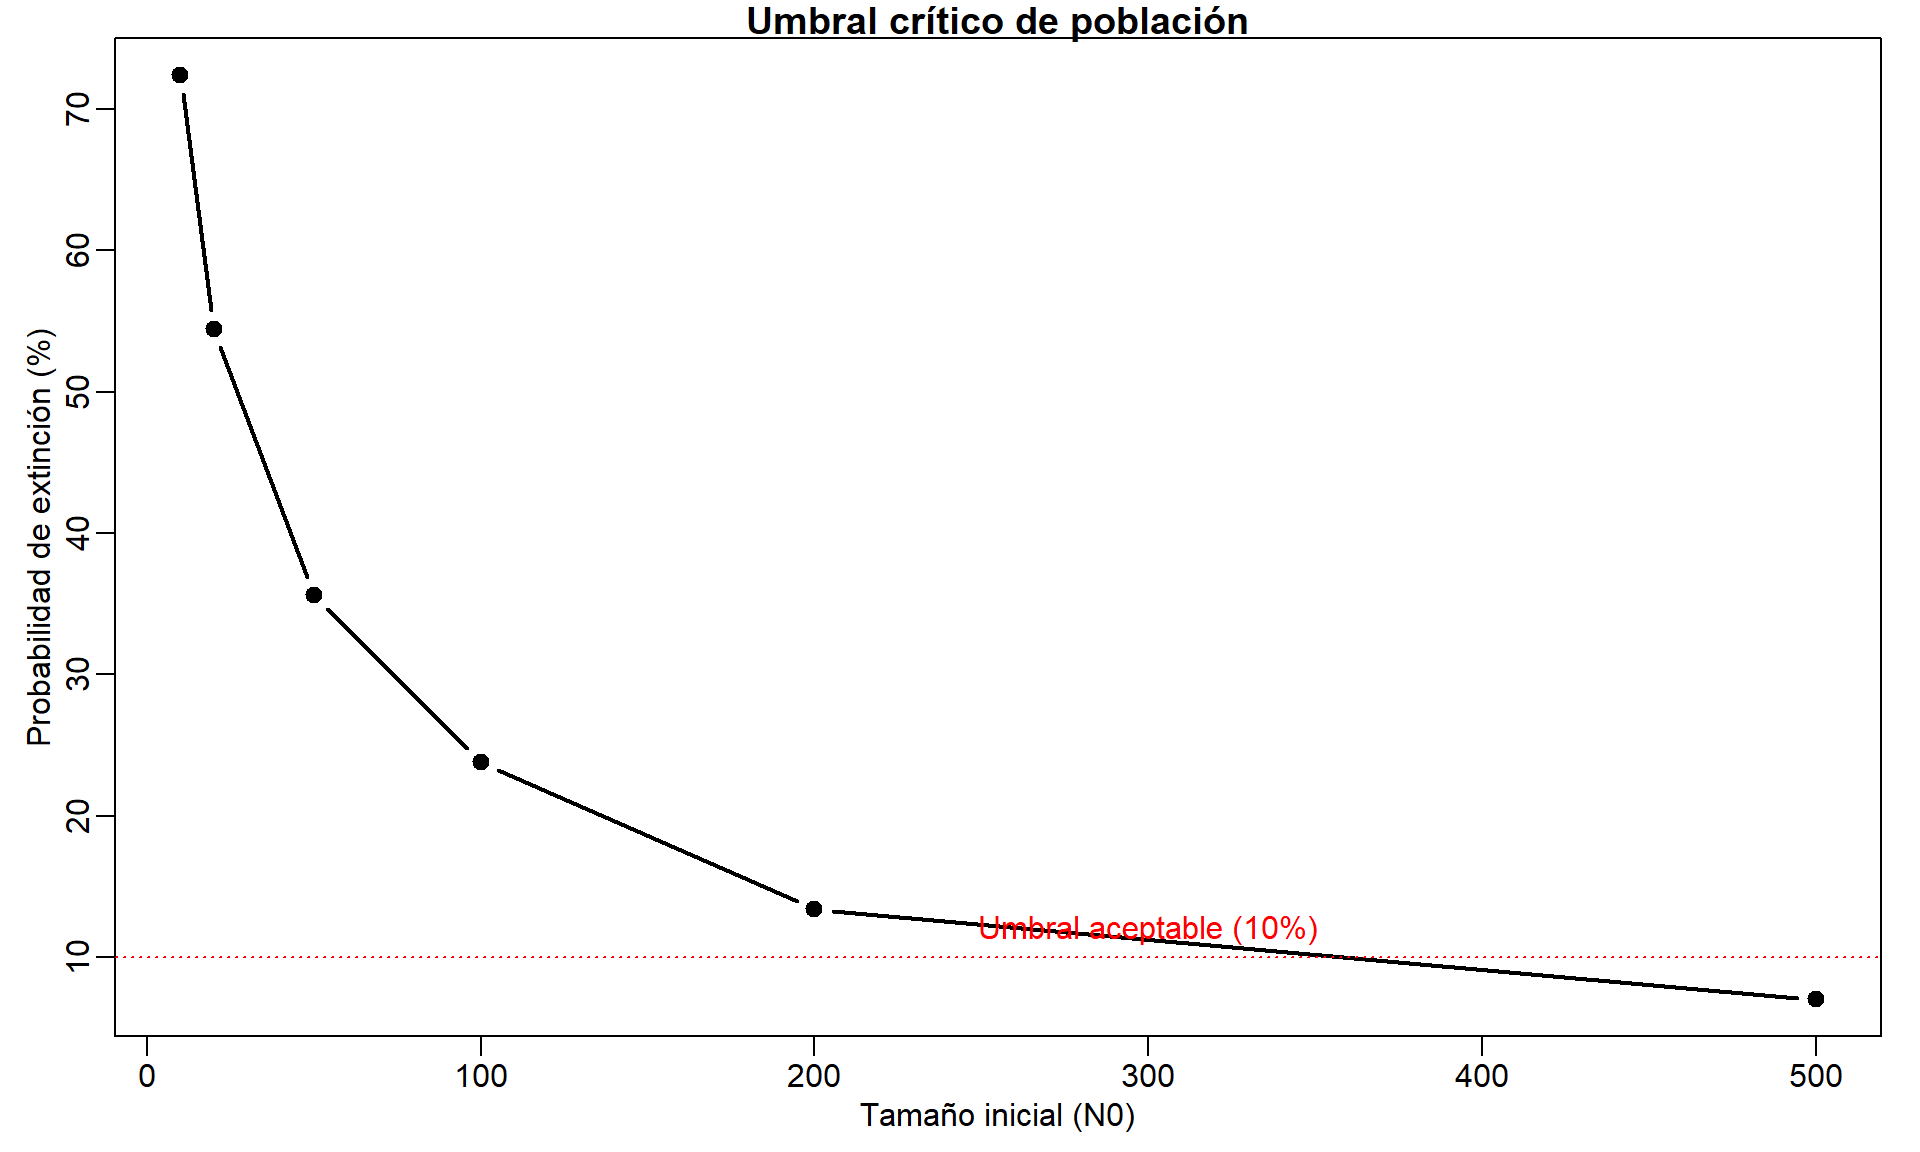 Umbral crítico de población
Probabilidad de extinción (%)
70
60
50
40
30
20
10
Umbral aceptable (10%)
0 100 200 300 400 500
Tamaño inicial (N0)